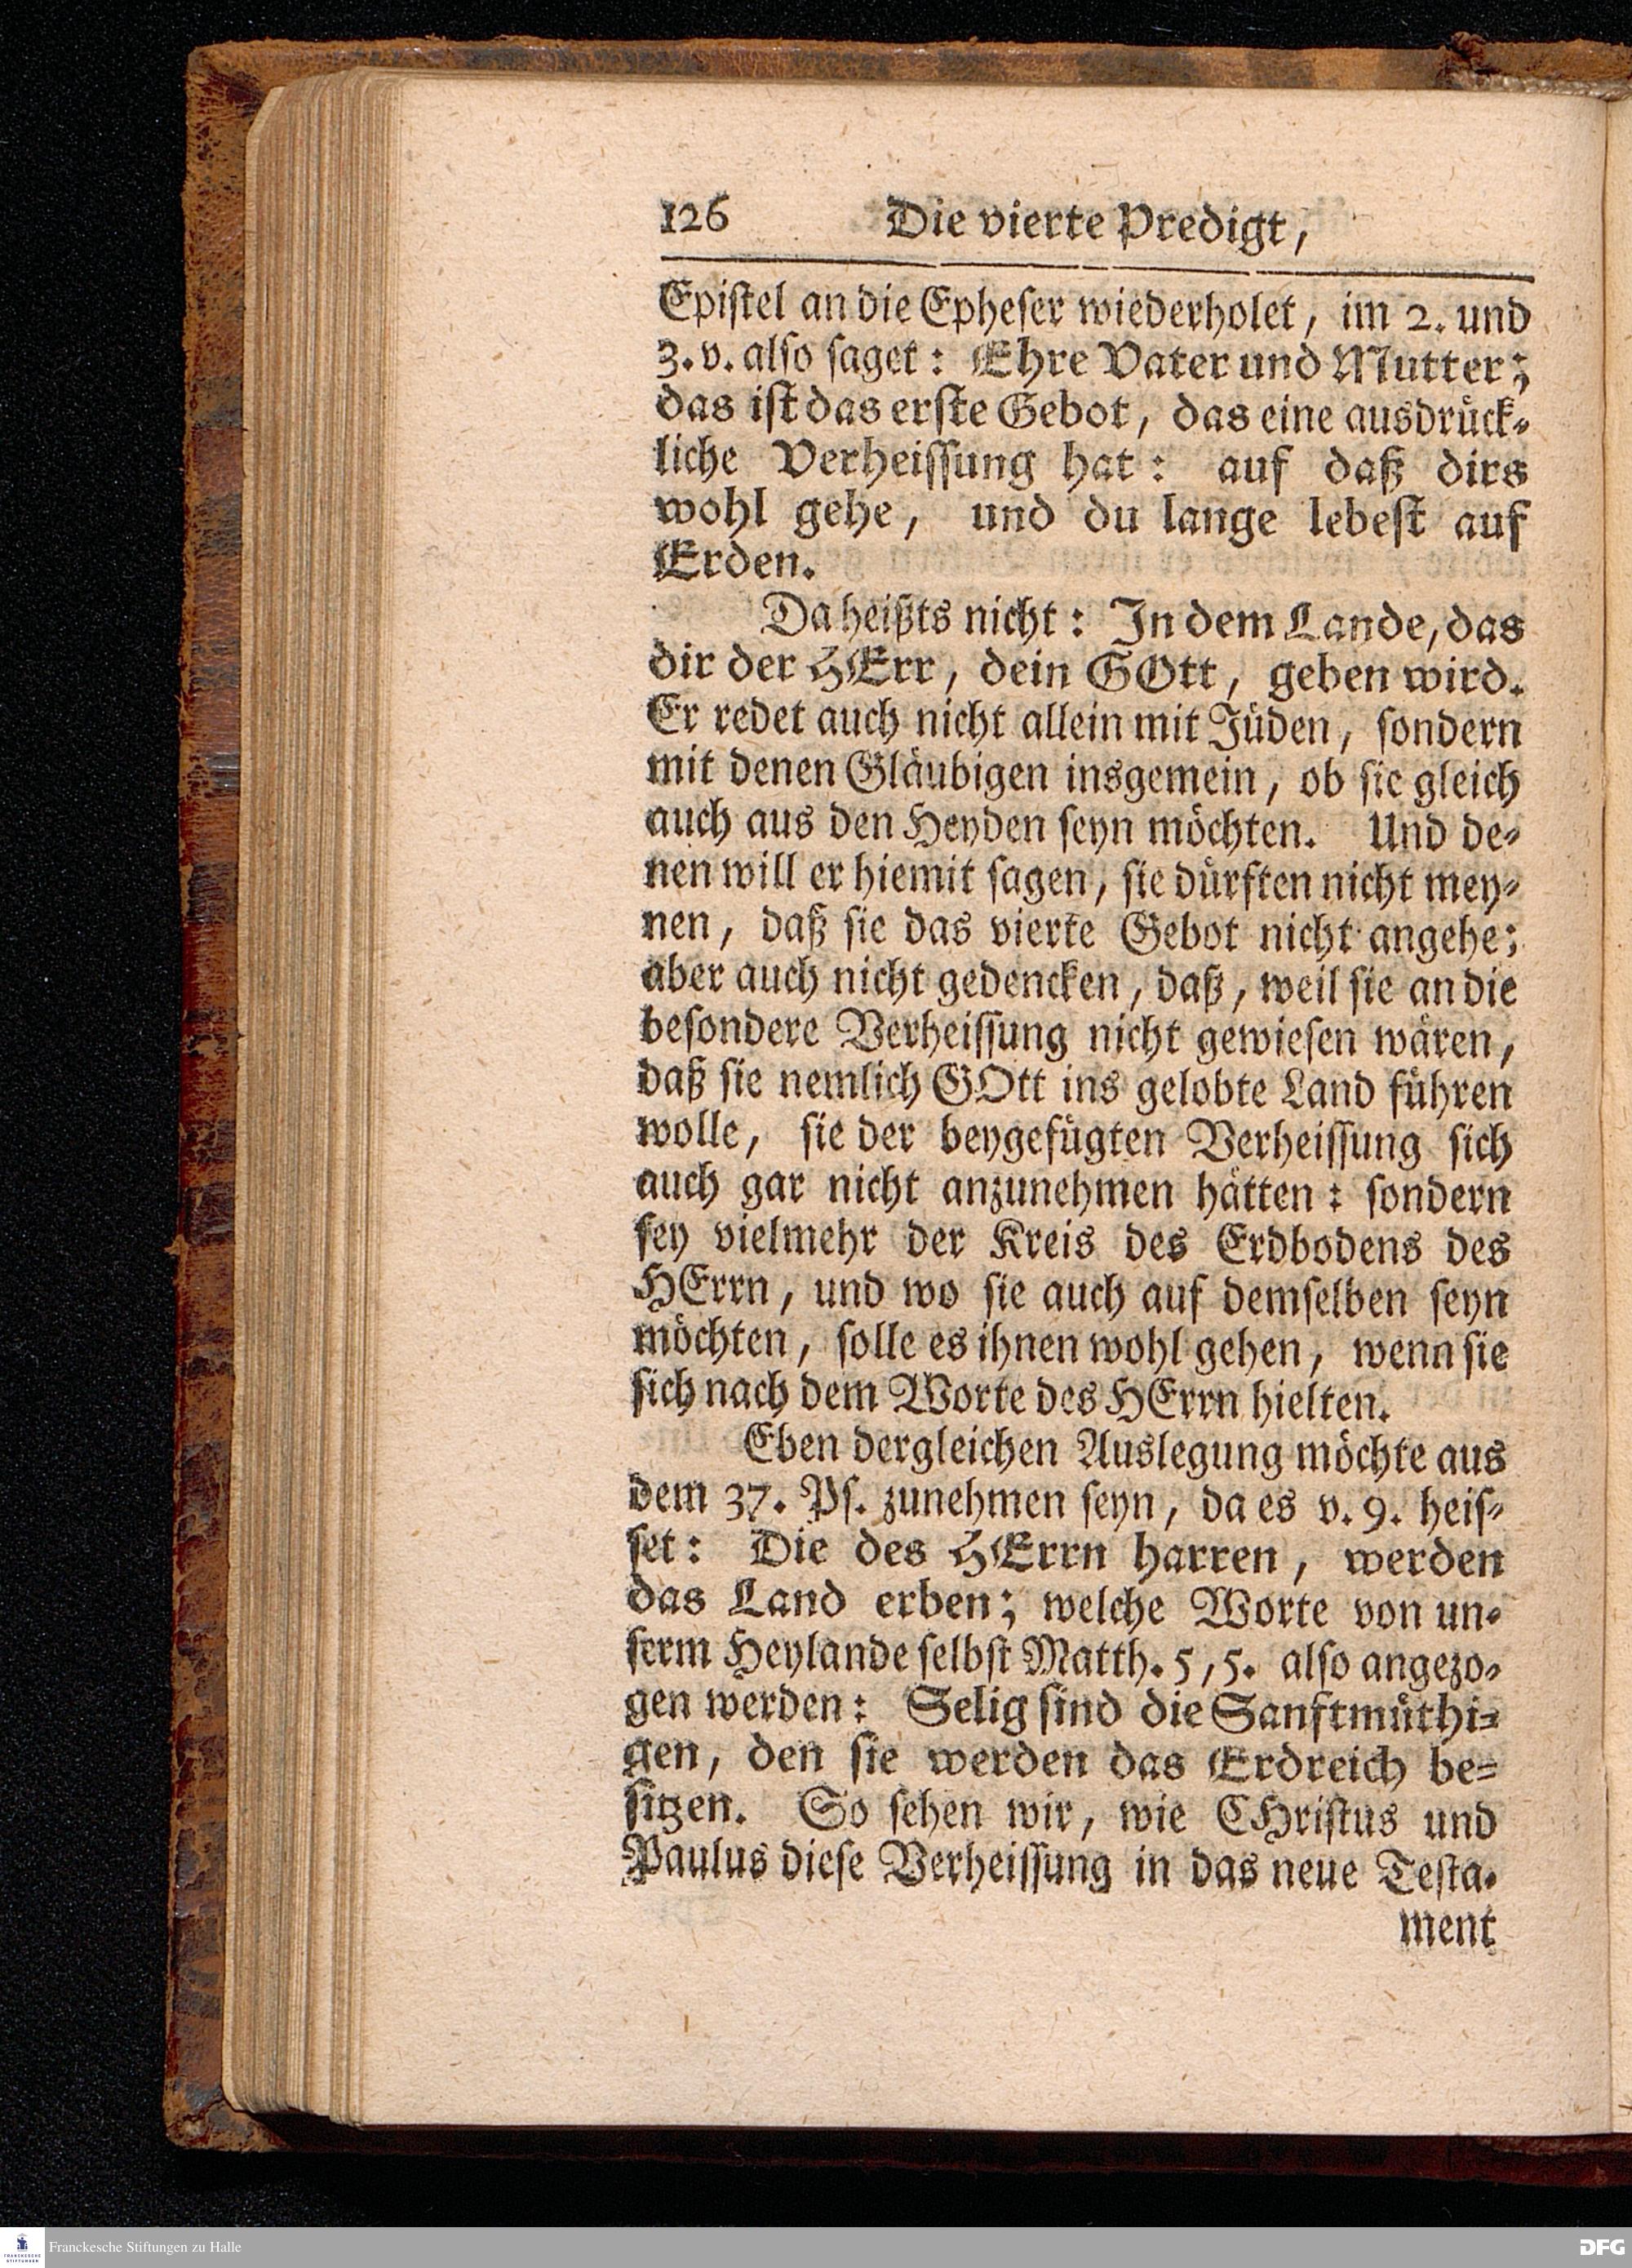 126 Die vierte Predigt,
Epiſtel an die Epheſer wiederholet, im 2. und
3. v. alſo ſaget: Ehre Vater und Mutter;
das iſt das erſte Gebot, das eine ausdrück-
liche Verheiſſung hat: auf daß dirs
wohl gehe, und du lange lebeſt auf
Erden.
Da heißts nicht: In dem Lande, das
dir der HErr, dein GOtt, geben wird.
Er redet auch nicht allein mit Jüden, ſondern
mit denen Gläubigen insgemein, ob ſie gleich
auch aus den Heyden ſeyn möchten. Und de-
nen will er hiemit ſagen, ſie dürften nicht mey-
nen, daß ſie das vierte Gebot nicht angehe;
aber auch nicht gedencken, daß, weil ſie an die
beſondere Verheiſſung nicht gewieſen wären,
daß ſie nemlich GOtt ins gelobte Land führen
wolle, ſie der beygefügten Verheiſſung ſich
auch gar nicht anzunehmen hätten: ſondern
ſey vielmehr der Kreis des Erdbodens des
HErrn, und wo ſie auch auf demſelben ſeyn
möchten, ſolle es ihnen wohl gehen, wenn ſie
ſich nach dem Worte des HErrn hielten.
Eben dergleichen Auslegung möchte aus
dem 37. Pſ. zunehmen ſeyn, da es v. 9. heiſ-
ſet: Die des HErrn harren, werden
das Land erben; welche Worte von un-
ſerm Heylande ſelbſt Matth. 5, 5. alſo angezo-
gen werden: Selig ſind die Sanftmüthi-
gen, den ſie werden das Erdreich be-
ſitzen. So ſehen wir, wie CHriſtus und
Paulus dieſe Verheiſſung in das neue Teſta-
ment
Franckesche Stiftungen zu Halle
DFG